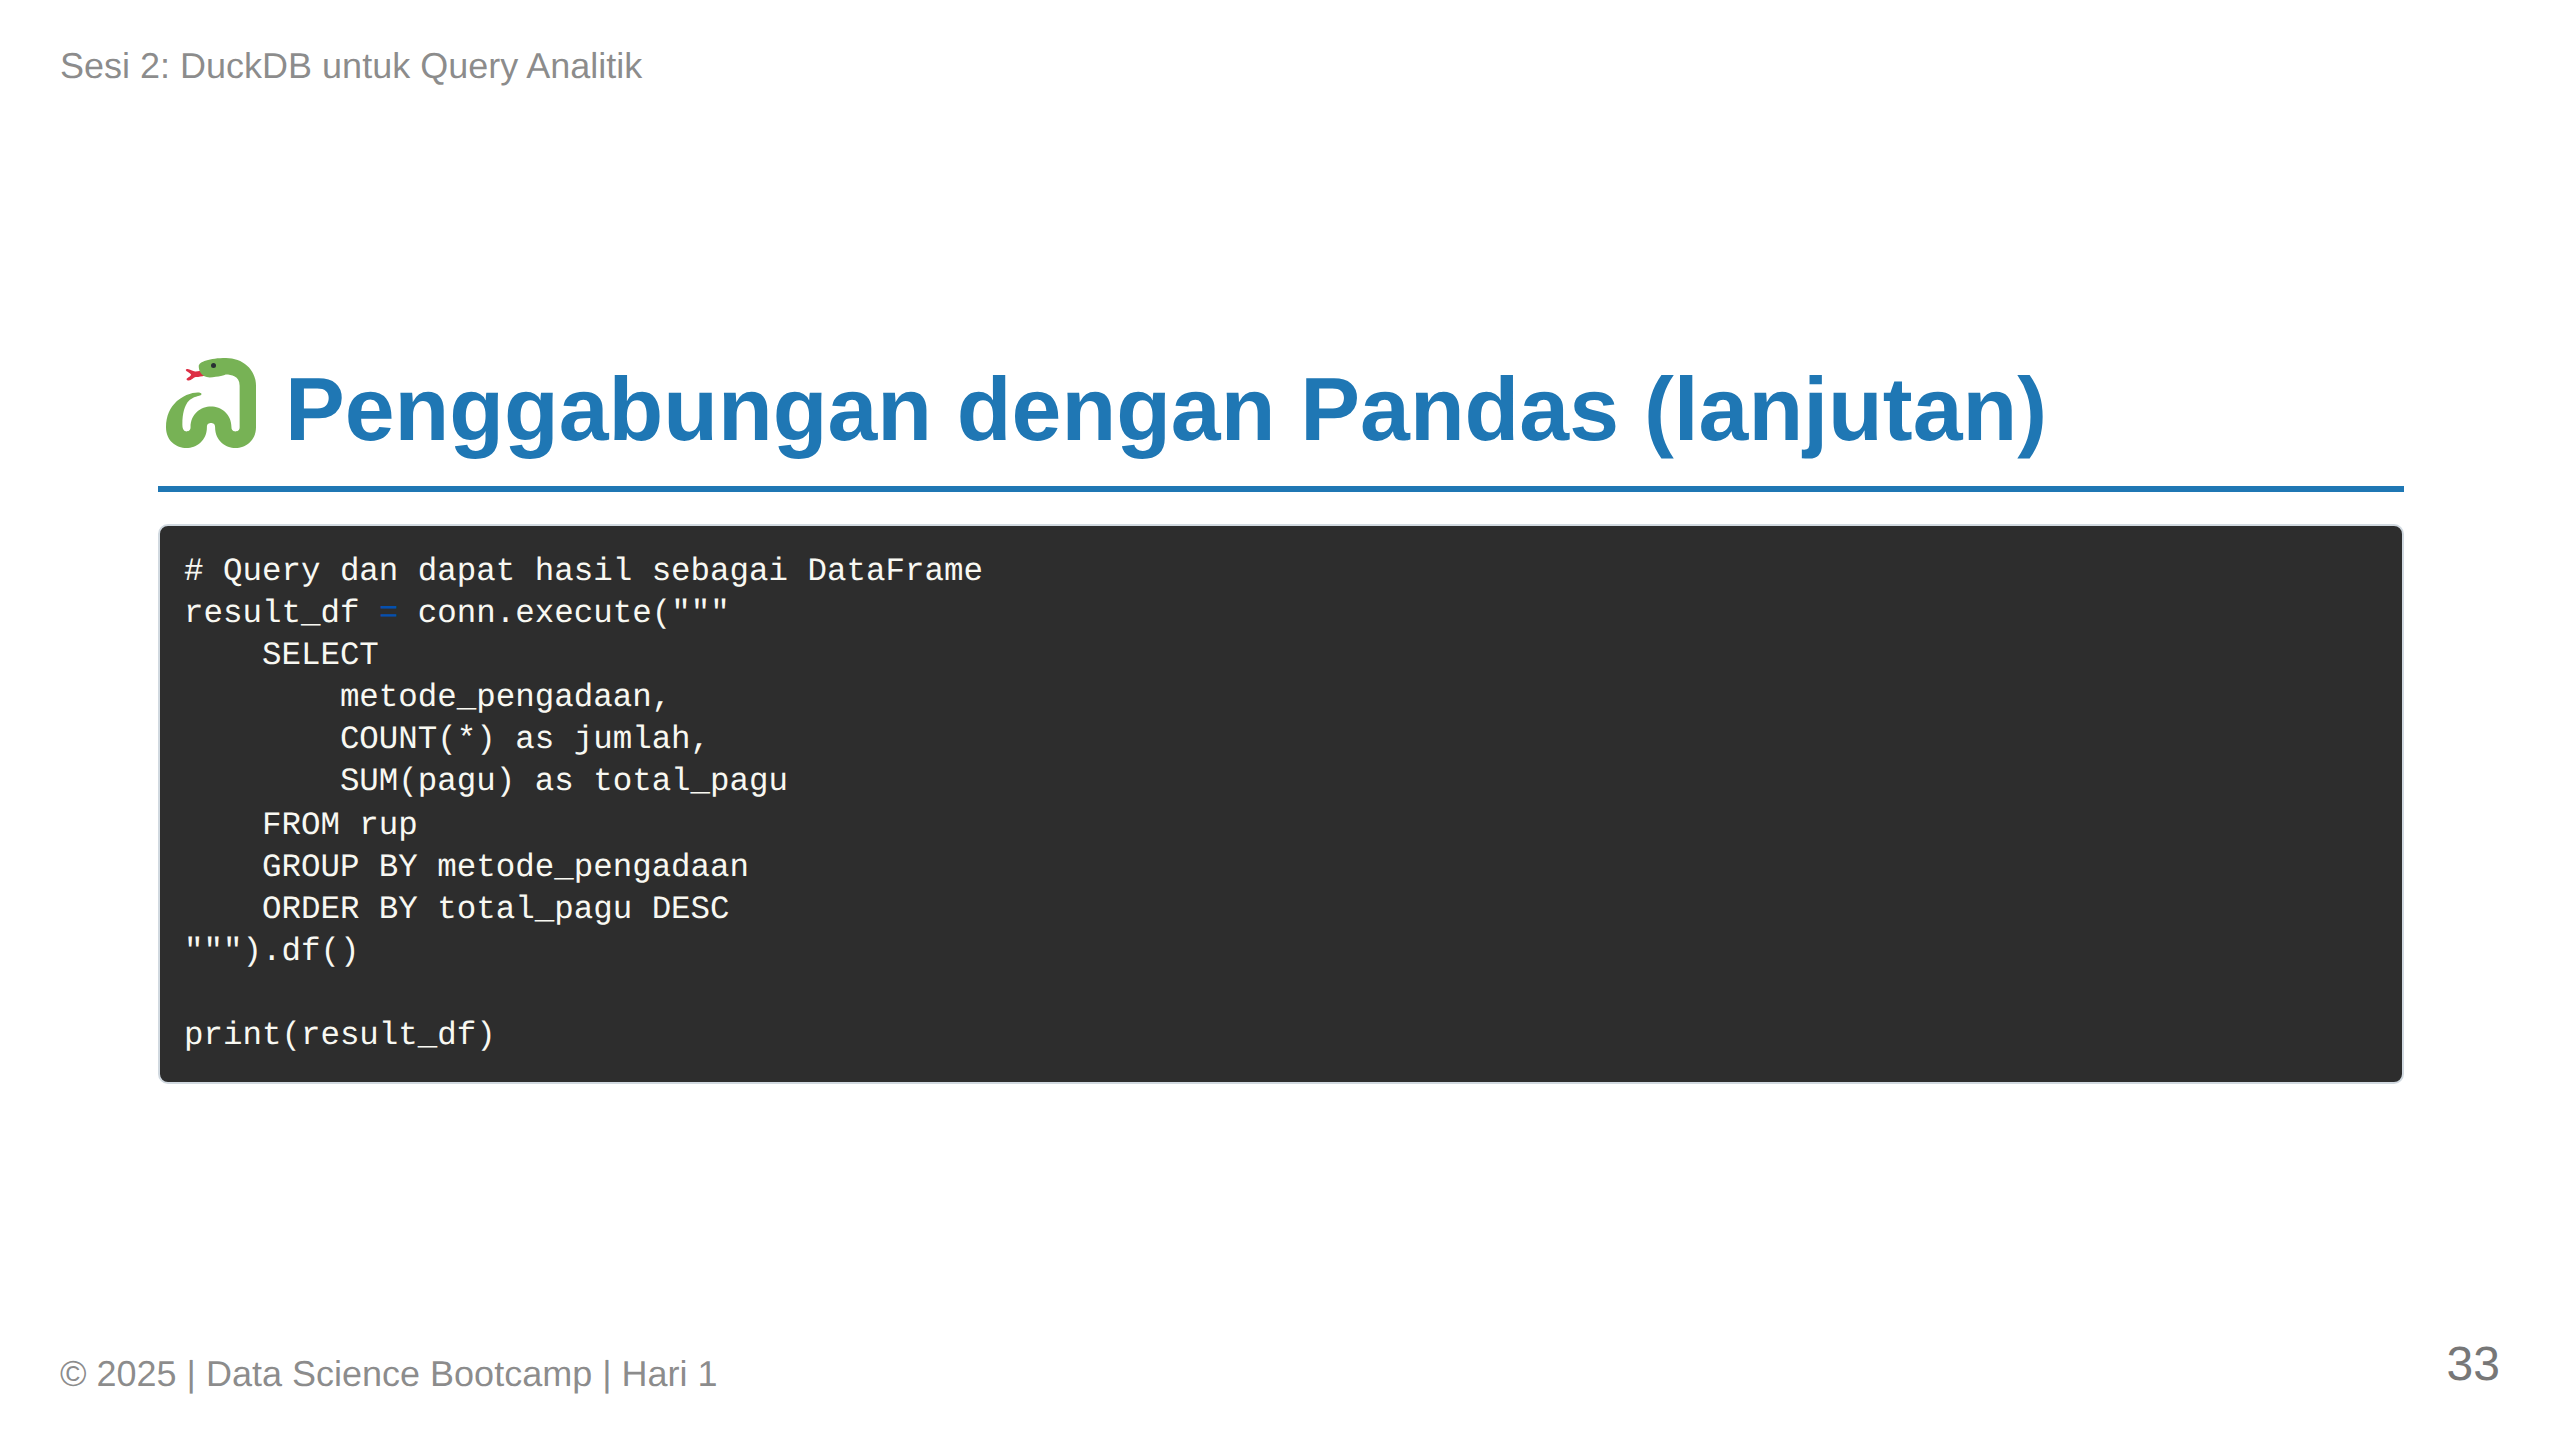 Sesi 2: DuckDB untuk Query Analitik
Penggabungan dengan Pandas (lanjutan)
# Query dan dapat hasil sebagai DataFrame
result_df = conn.execute("""
    SELECT
        metode_pengadaan,
        COUNT(*) as jumlah,
        SUM(pagu) as total_pagu
    FROM rup
    GROUP BY metode_pengadaan
    ORDER BY total_pagu DESC
""").df()

print(result_df)
© 2025 | Data Science Bootcamp | Hari 1
33